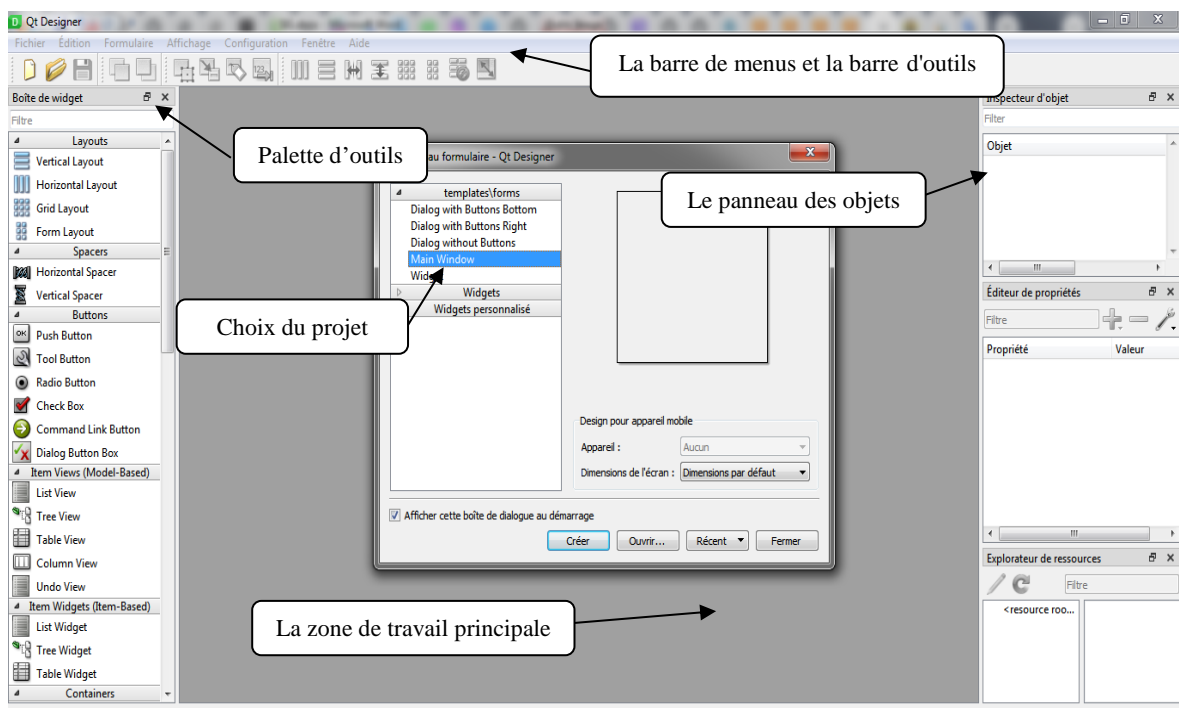 Qt Designer
Fichier Édition Formulaire Affichage Configuration Fenêtre Aide
La barre de menus et la barre d'outils
Boîte de widget
Filtre
Layouts
Vertical Layout
Horizontal Layout
Grid Layout
Form Layout
Spacers
Horizontal Spacer
Vertical Spacer
Buttons
Push Button
Tool Button
Radio Button
Check Box
Command Link Button
Dialog Button Box
Item Views (Model-Based)
List View
Tree View
Table View
Column View
Undo View
Item Widgets (Item-Based)
List Widget
Tree Widget
Table Widget
Containers
Palette d'outils
au formulaire - Qt Designer
templates\forms
Dialog with Buttons Bottom
Dialog with Buttons Right
Dialog without Buttons
Main Window
Widget
Widgets
Widgets personnalisé
Choix du projet
Design pour appareil mobile
Appareil : Aucun
Dimensions de l'écran : Dimensions par défaut
Afficher cette boîte de dialogue au démarrage
Créer Ouvrir... Récent Fermer
La zone de travail principale
Inspecteur d'objet
Filter
Objet
Le panneau des objets
Éditeur de propriétés
Filtre
Propriété Valeur
Explorateur de ressources
Filtre
<resource roo...